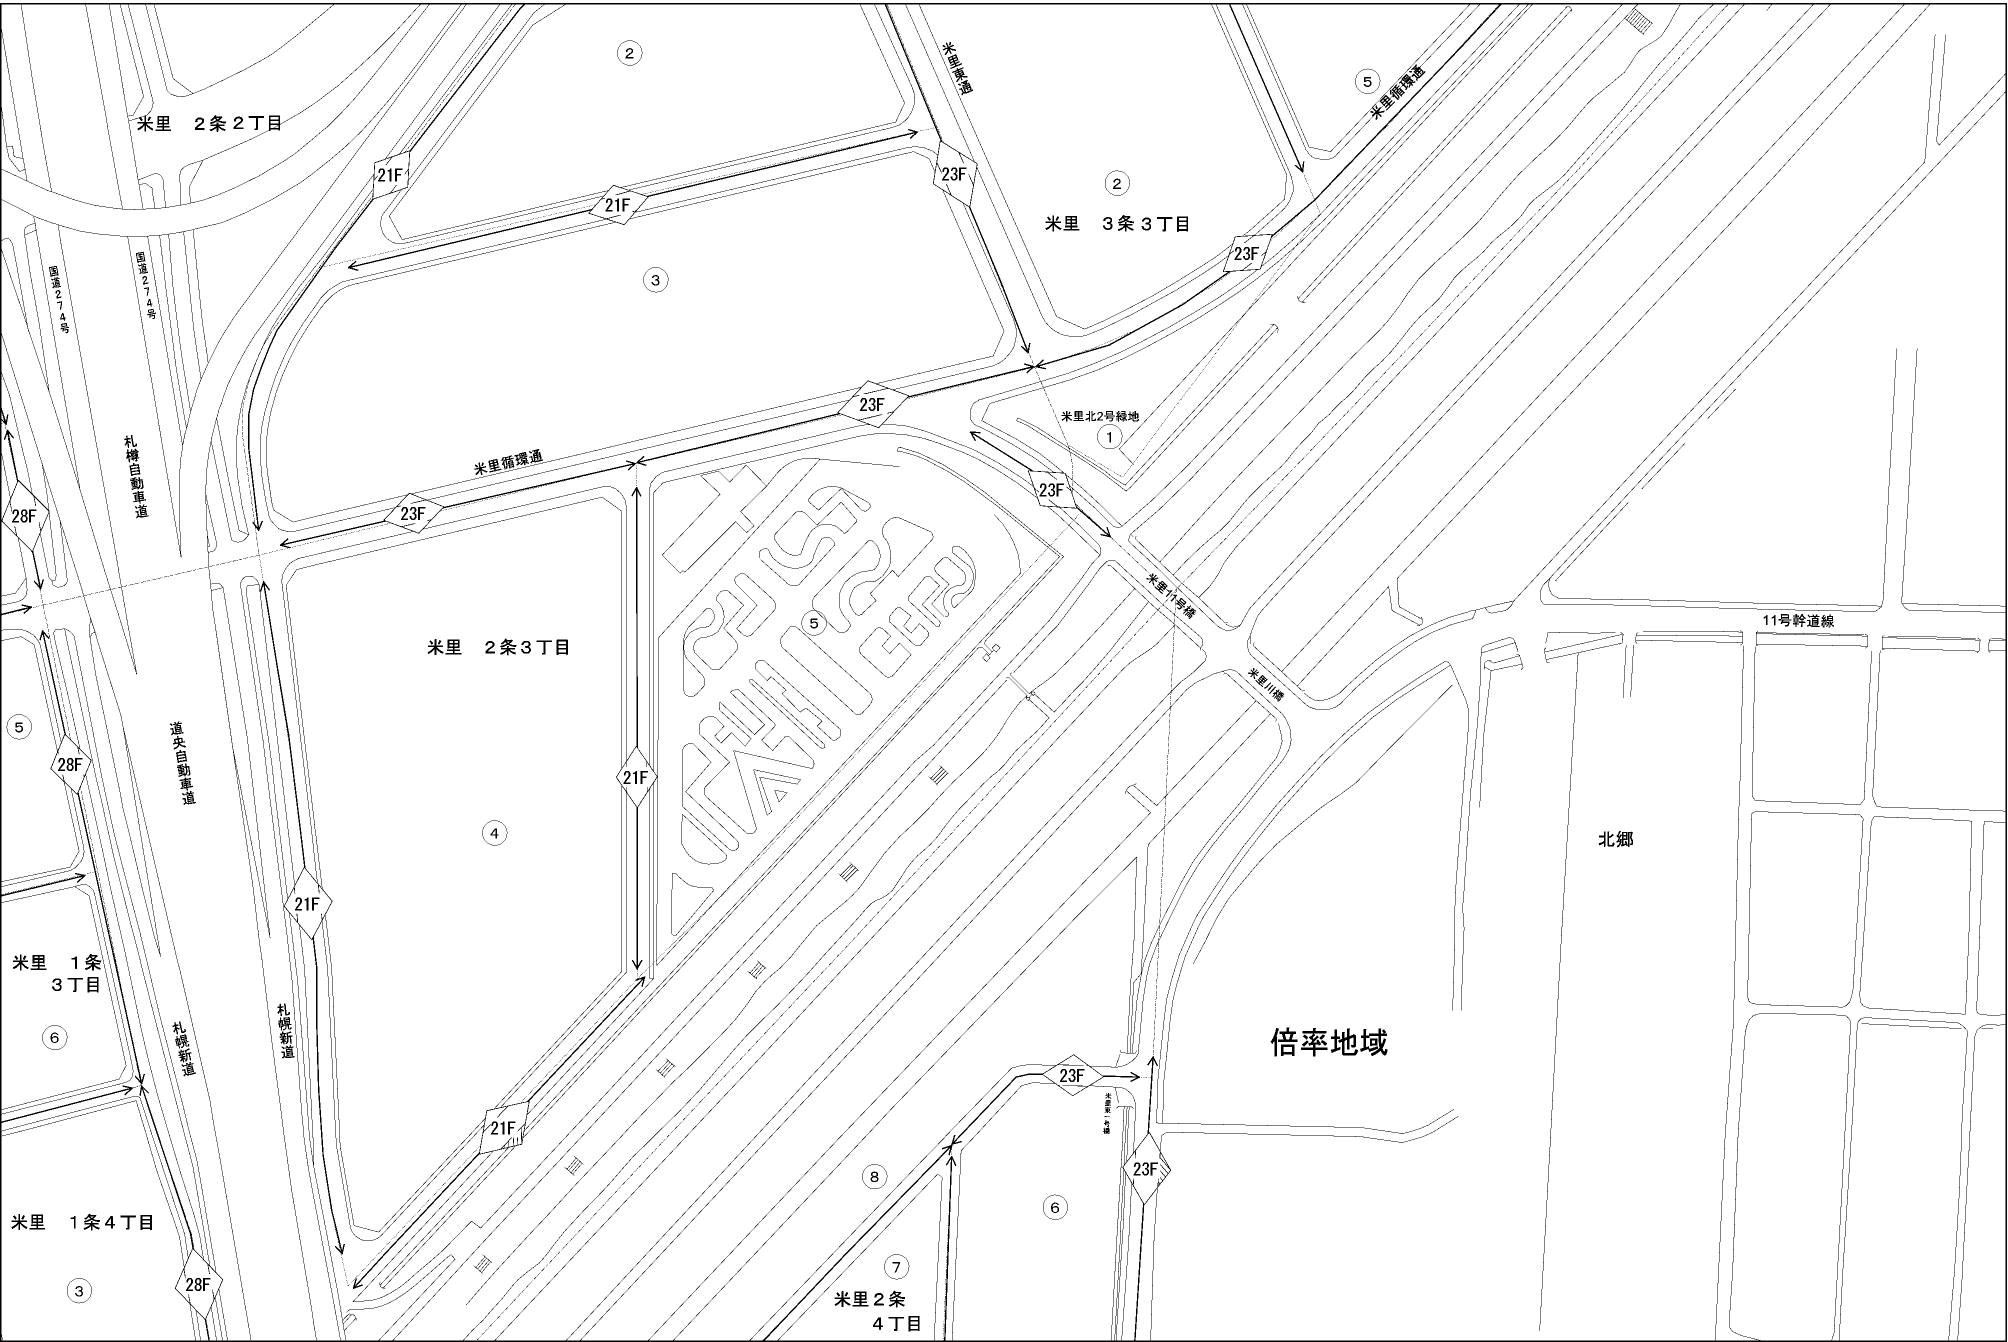 ②
米里東通
⑤
米里循環通
米里　２条２丁目
21F
23F
②
21F
米里　３条３丁目
23F
国道274号
国道274号
③
23F
米里循環通
米里北2号緑地
①
札樽自動車道
23F
23F
28F
米里11号橋
11号幹道線
⑤
米里　２条３丁目
米里川橋
⑤
道央自動車道
28F
21F
④
北郷
21F
米里　１条
３丁目
札幌新道
札幌新道
⑥
倍率地域
23F
米里東一号橋
21F
23F
⑧
⑥
米里　１条４丁目
⑦
28F
③
米里２条
４丁目